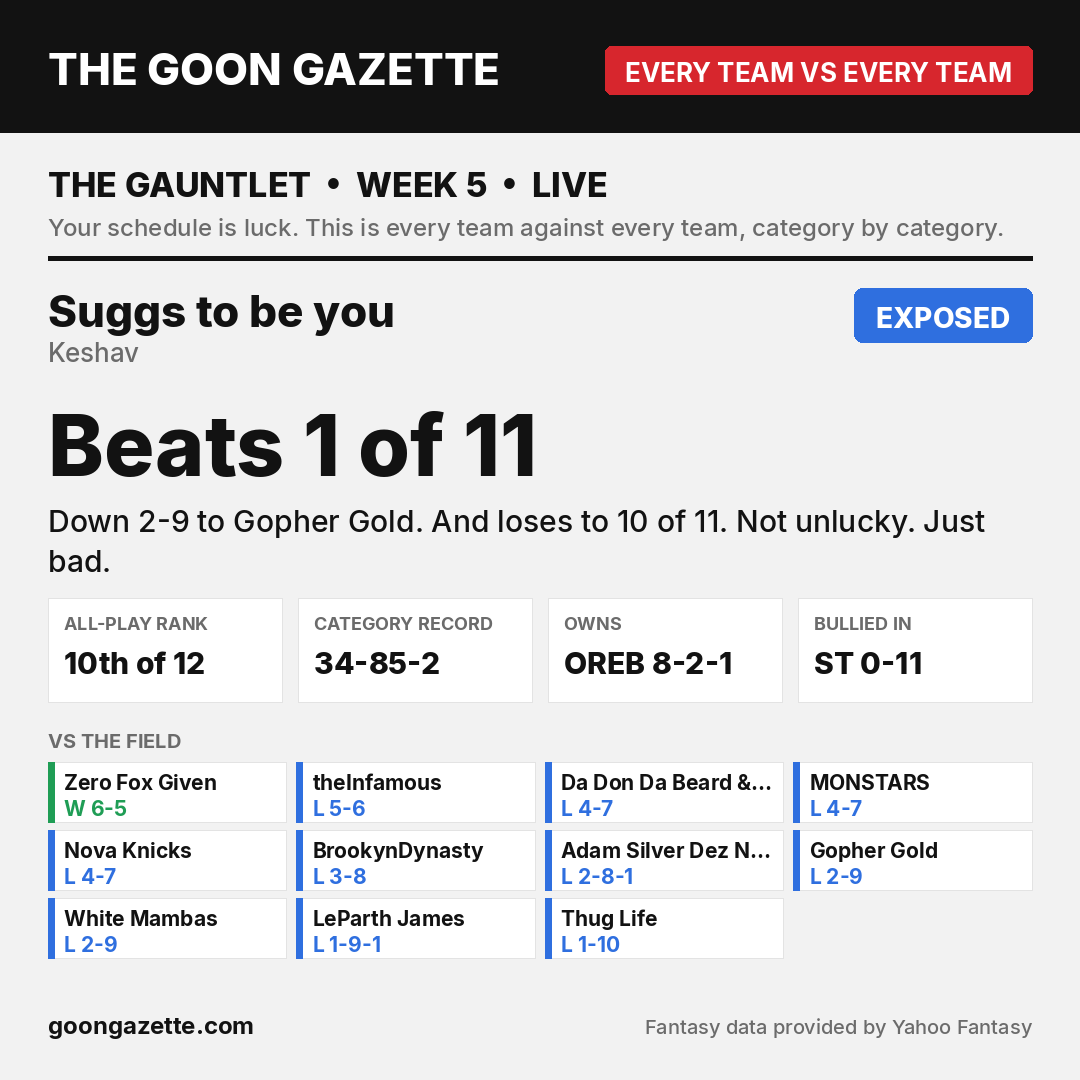 THE GOON GAZETTE
EVERY TEAM VS EVERY TEAM
THE GAUNTLET • WEEK 5 • LIVE
Your schedule is luck. This is every team against every team, category by category.
Suggs to be you
EXPOSED
Keshav
Beats 1 of 11
Down 2-9 to Gopher Gold. And loses to 10 of 11. Not unlucky. Just
bad.
ALL-PLAY RANK
10th of 12
CATEGORY RECORD
34-85-2
OWNS
OREB 8-2-1
BULLIED IN
ST 0-11
VS THE FIELD
Zero Fox Given
W 6-5
theInfamous
L 5-6
Da Don Da Beard &...
L 4-7
MONSTARS
L 4-7
Nova Knicks
L 4-7
BrookynDynasty
L 3-8
Adam Silver Dez N...
L 2-8-1
Gopher Gold
L 2-9
White Mambas
L 2-9
LeParth James
L 1-9-1
Thug Life
L 1-10
goongazette.com
Fantasy data provided by Yahoo Fantasy